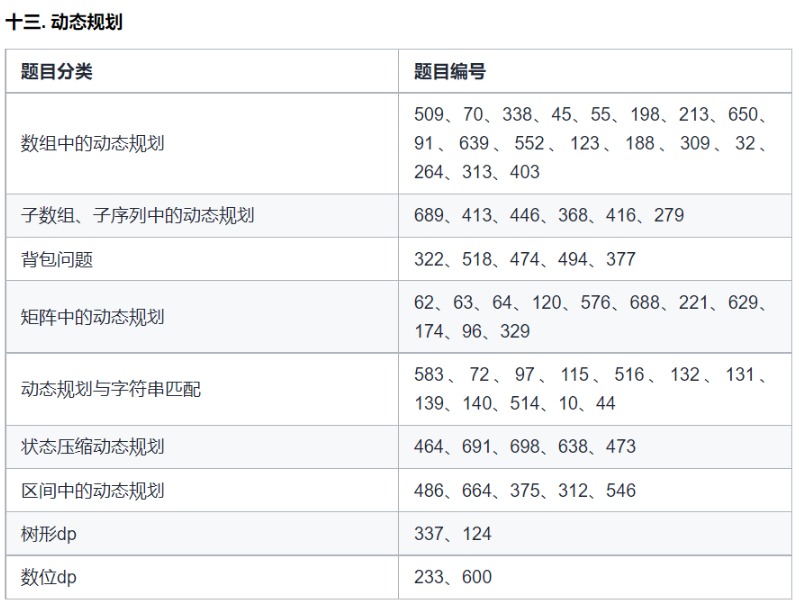 十三. 动态规划
题目分类 题目编号
数组中的动态规划
509、70、338、45、55、198、213、650、
91、639、552、123、188、309、32、
264、313、403
子数组、子序列中的动态规划 689、413、446、368、416、279
背包问题 322、518、474、494、377
矩阵中的动态规划
62、63、64、120、576、688、221、629、
174、96、329
动态规划与字符串匹配
583、72、97、115、516、132、131、
139、140、514、10、44
状态压缩动态规划 464、691、698、638、473
区间中的动态规划 486、664、375、312、546
树形dp 337、124
数位dp 233、600